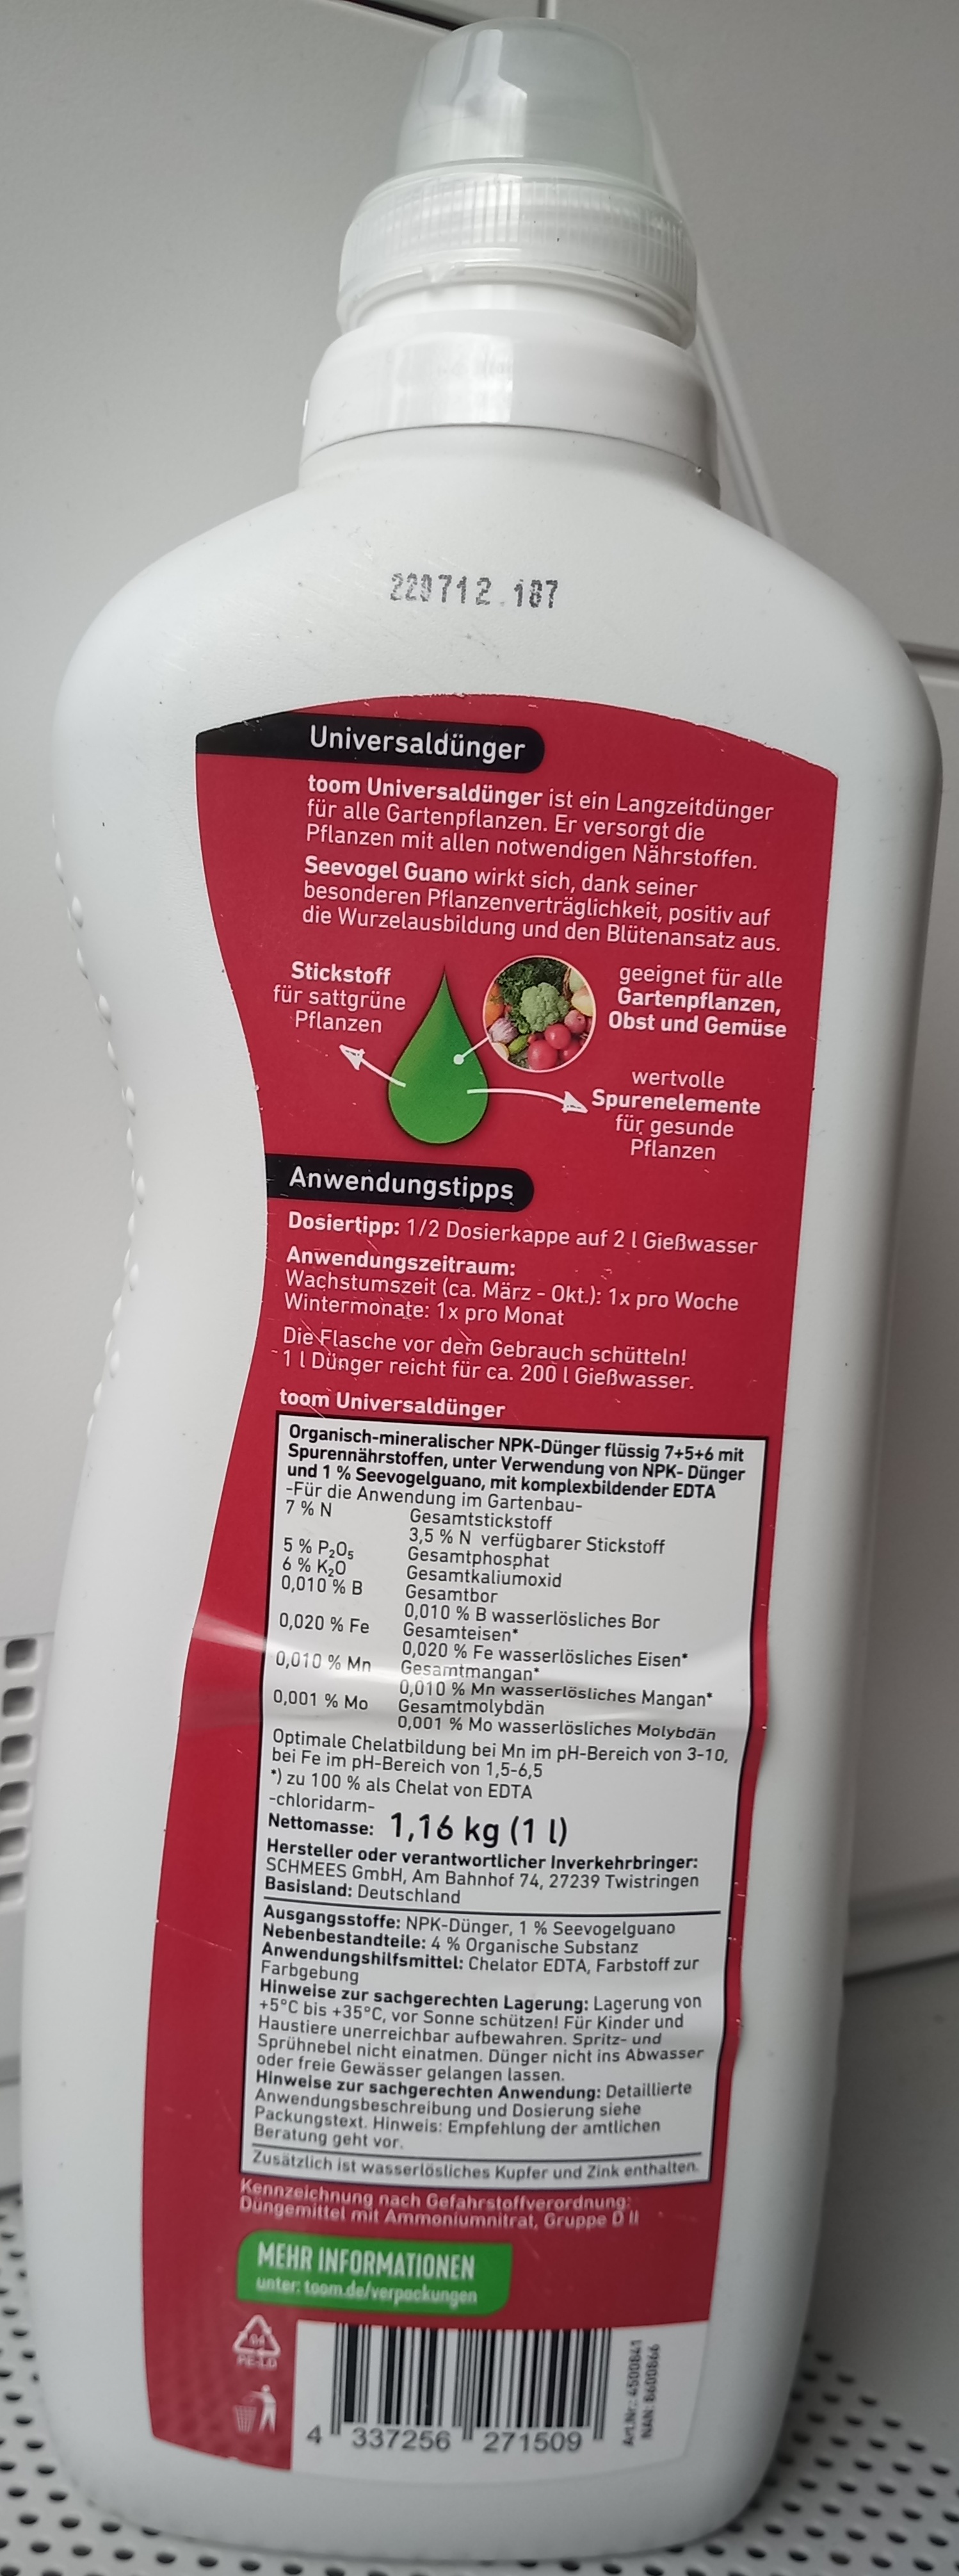 220712.187
Universaldünger
toom Universaldünger ist ein Langzeitdünger
für alle Gartenpflanzen. Er versorgt die
Pflanzen mit allen notwendigen Nährstoffen.
Seevogel Guano wirkt sich, dank seiner
besonderen Pflanzenverträglichkeit, positiv auf
die Wurzelausbildung und den Blütenansatz aus.
Stickstoff
für sattgrüne
Pflanzen
geeignet für alle
Gartenpflanzen,
Obst und Gemüse
wertvolle
Spurenelemente
für gesunde
Pflanzen
Anwendungstipps
Dosiertipp: 1/2 Dosierkappe auf 2 l Gießwasser
Anwendungszeitraum:
Wachstumszeit (ca. März - Okt.): 1x pro Woche
Wintermonate: 1x pro Monat
Die Flasche vor dem Gebrauch schütteln!
1 l Dünger reicht für ca. 200 l Gießwasser.
toom Universaldünger
Organisch-mineralischer NPK-Dünger flüssig 7+5+6 mit
Spurennährstoffen, unter Verwendung von NPK- Dünger
und 1 % Seevogelguano, mit komplexbildender EDTA
-Für die Anwendung im Gartenbau-
7 % N Gesamtstickstoff
3,5 % N verfügbarer Stickstoff
5 % P₂O₅ Gesamtphosphat
6 % K₂O Gesamtkaliumoxid
0,010 % B Gesamtbor
0,010 % B wasserlösliches Bor
0,020 % Fe Gesamteisen*
0,020 % Fe wasserlösliches Eisen*
0,010 % Mn Gesamtmangan*
0,010 % Mn wasserlösliches Mangan*
0,001 % Mo Gesamtmolybdän
0,001 % Mo wasserlösliches Molybdän
Optimale Chelatbildung bei Mn im pH-Bereich von 3-10,
bei Fe im pH-Bereich von 1,5-6,5
*) zu 100 % als Chelat von EDTA
-chloridarm-
Nettomasse: 1,16 kg (1 l)
Hersteller oder verantwortlicher Inverkehrbringer:
SCHMEES GmbH, Am Bahnhof 74, 27239 Twistringen
Basisland: Deutschland
Ausgangsstoffe: NPK-Dünger, 1 % Seevogelguano
Nebenbestandteile: 4 % Organische Substanz
Anwendungshilfsmittel: Chelator EDTA, Farbstoff zur
Farbgebung
Hinweise zur sachgerechten Lagerung: Lagerung von
+5°C bis +35°C, vor Sonne schützen! Für Kinder und
Haustiere unerreichbar aufbewahren. Spritz- und
Sprühnebel nicht einatmen. Dünger nicht ins Abwasser
oder freie Gewässer gelangen lassen.
Hinweise zur sachgerechten Anwendung: Detaillierte
Anwendungsbeschreibung und Dosierung siehe
Packungstext. Hinweis: Empfehlung der amtlichen
Beratung geht vor.
Zusätzlich ist wasserlösliches Kupfer und Zink enthalten.
Kennzeichnung nach Gefahrstoffverordnung:
Düngemittel mit Ammoniumnitrat, Gruppe D II
MEHR INFORMATIONEN
unter: toom.de/verpackungen
04
PE-LD
4 337256 271509
Art.Nr.: 4500841
NAN: 6600666